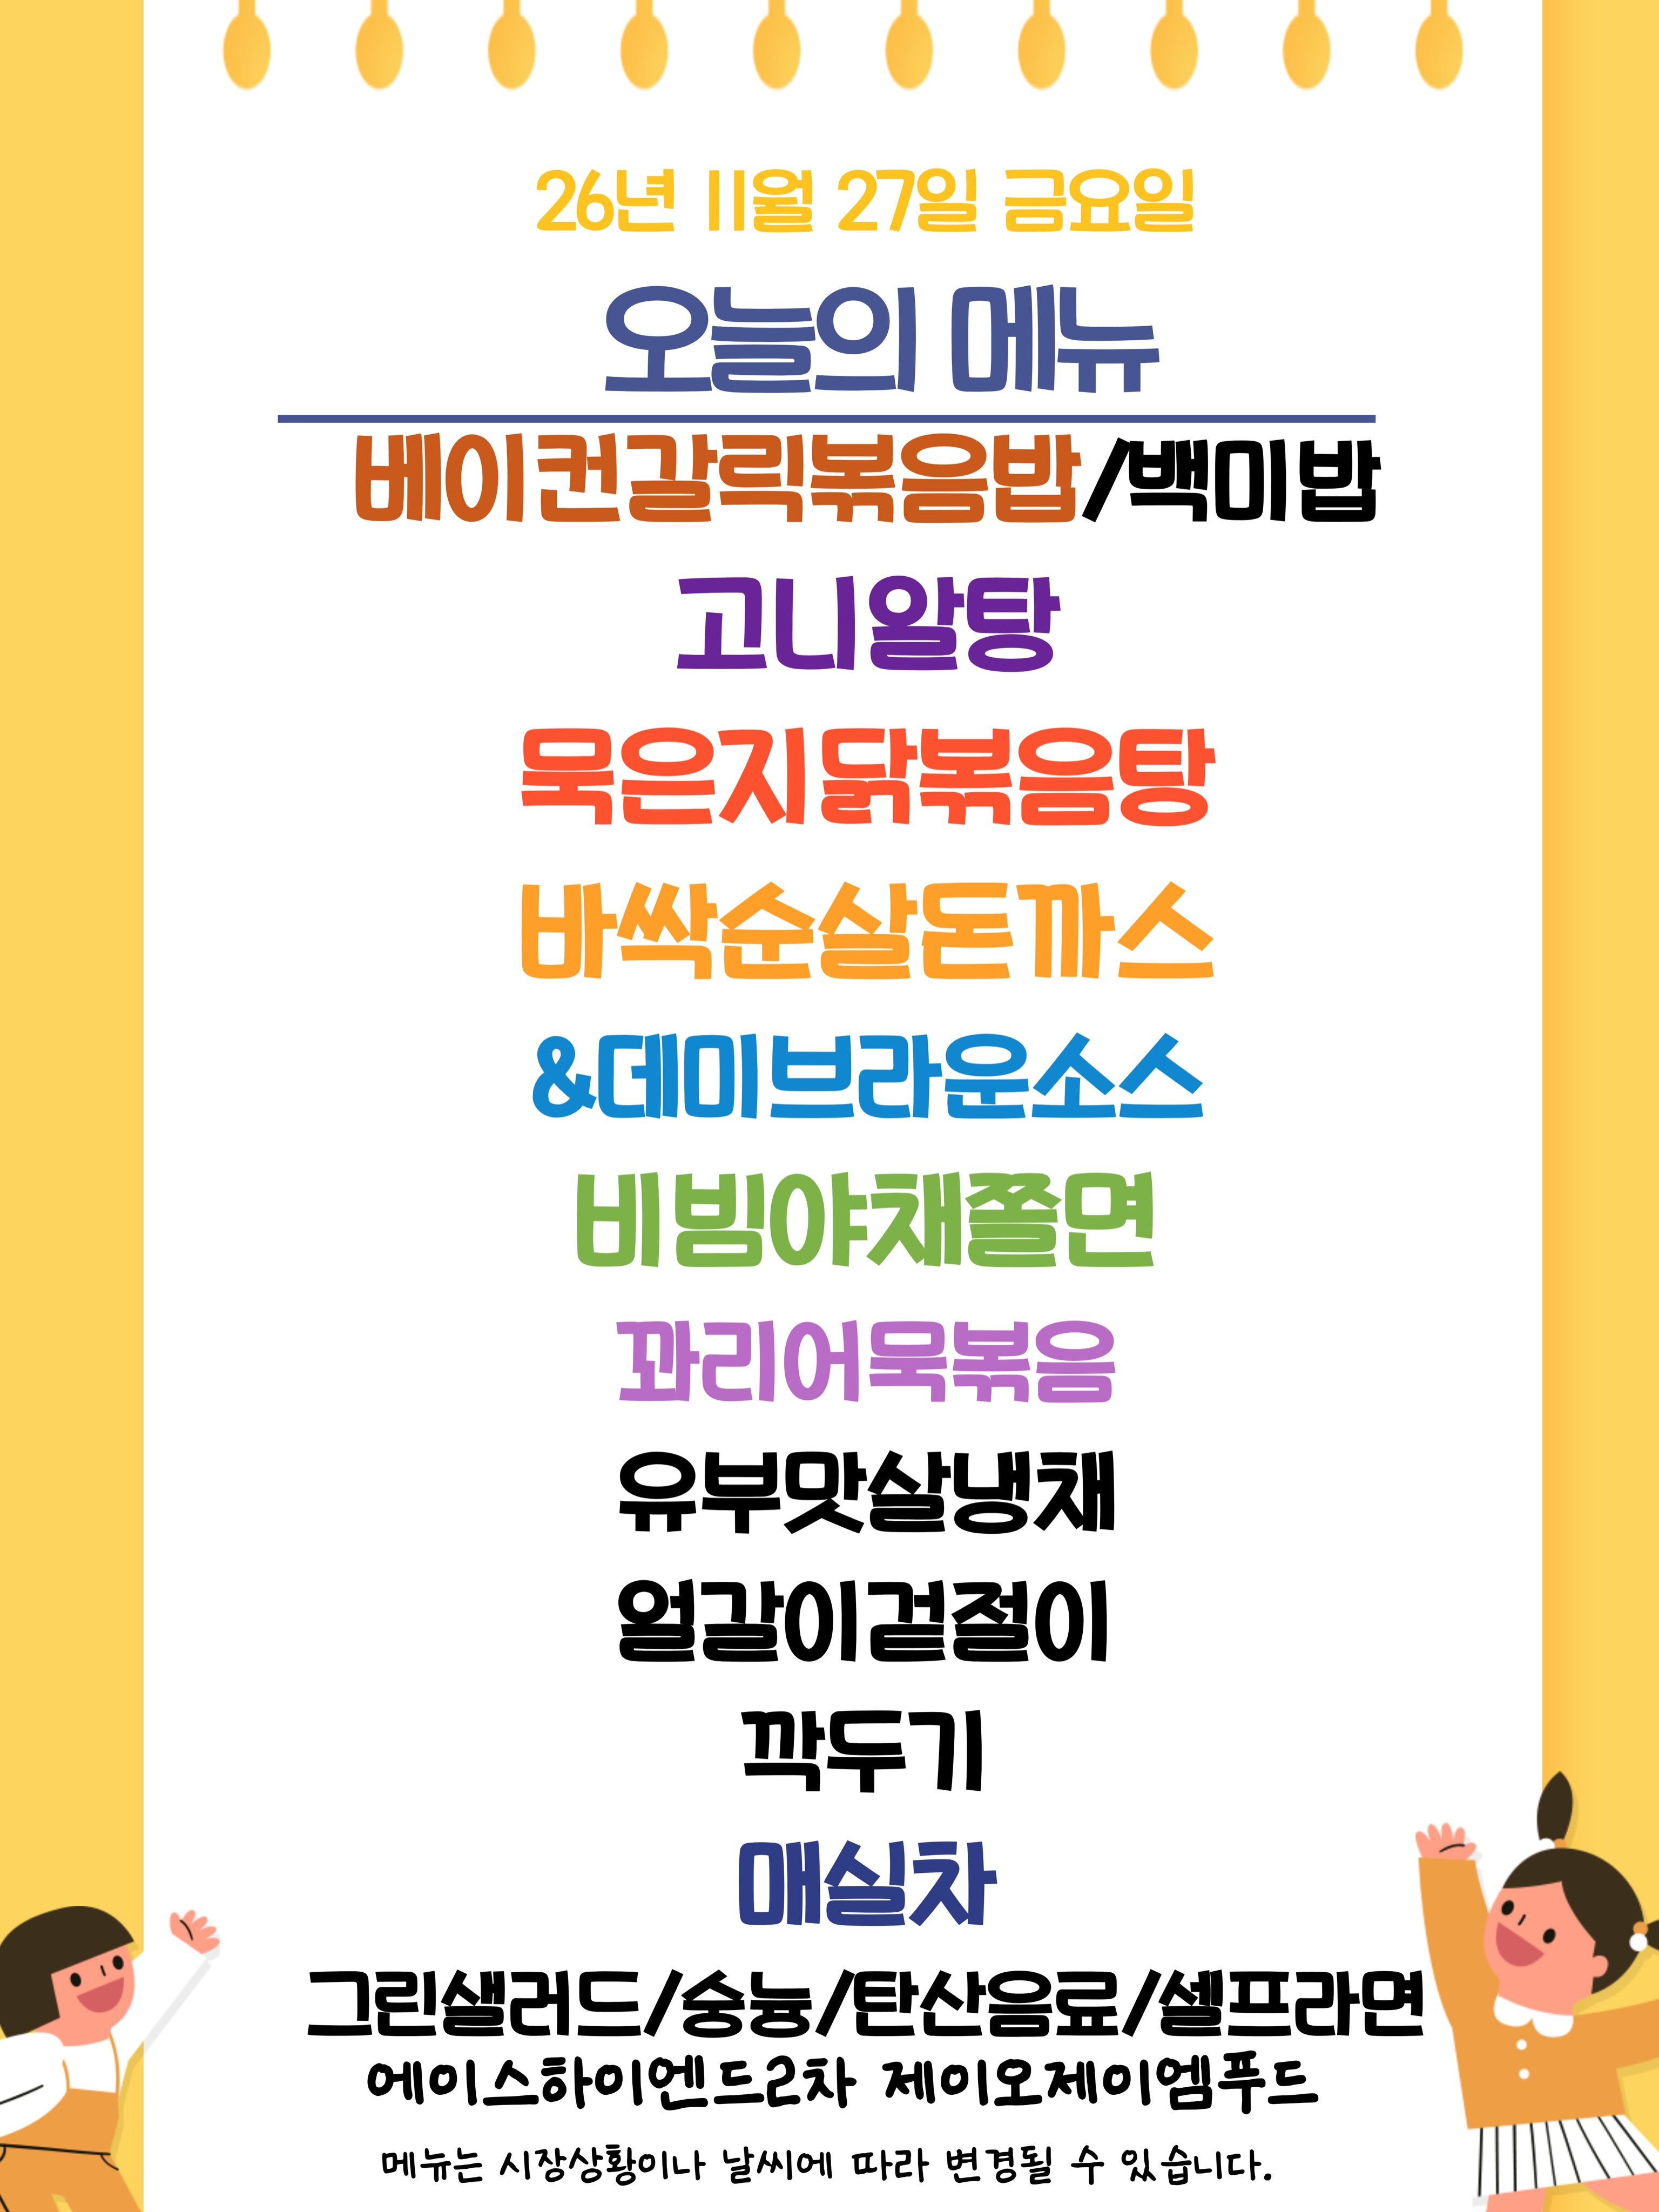 26년 11월 27일 금요일
오늘의 메뉴
베이컨갈릭볶음밥/백미밥
고니왈탕
묵은지닭볶음탕
바싹순살돈까스
&데미브라운소스
비빔야채쫄면
꽈리어묵볶음
유부맛살냉채
얼갈이겉절이
깍두기
매실차
그린샐러드/숭늉/탄산음료/셀프라면
에이스하이엔드2차 제이오제이엠푸드
메뉴는 시장상황이나 날씨에 따라 변경될 수 있습니다.